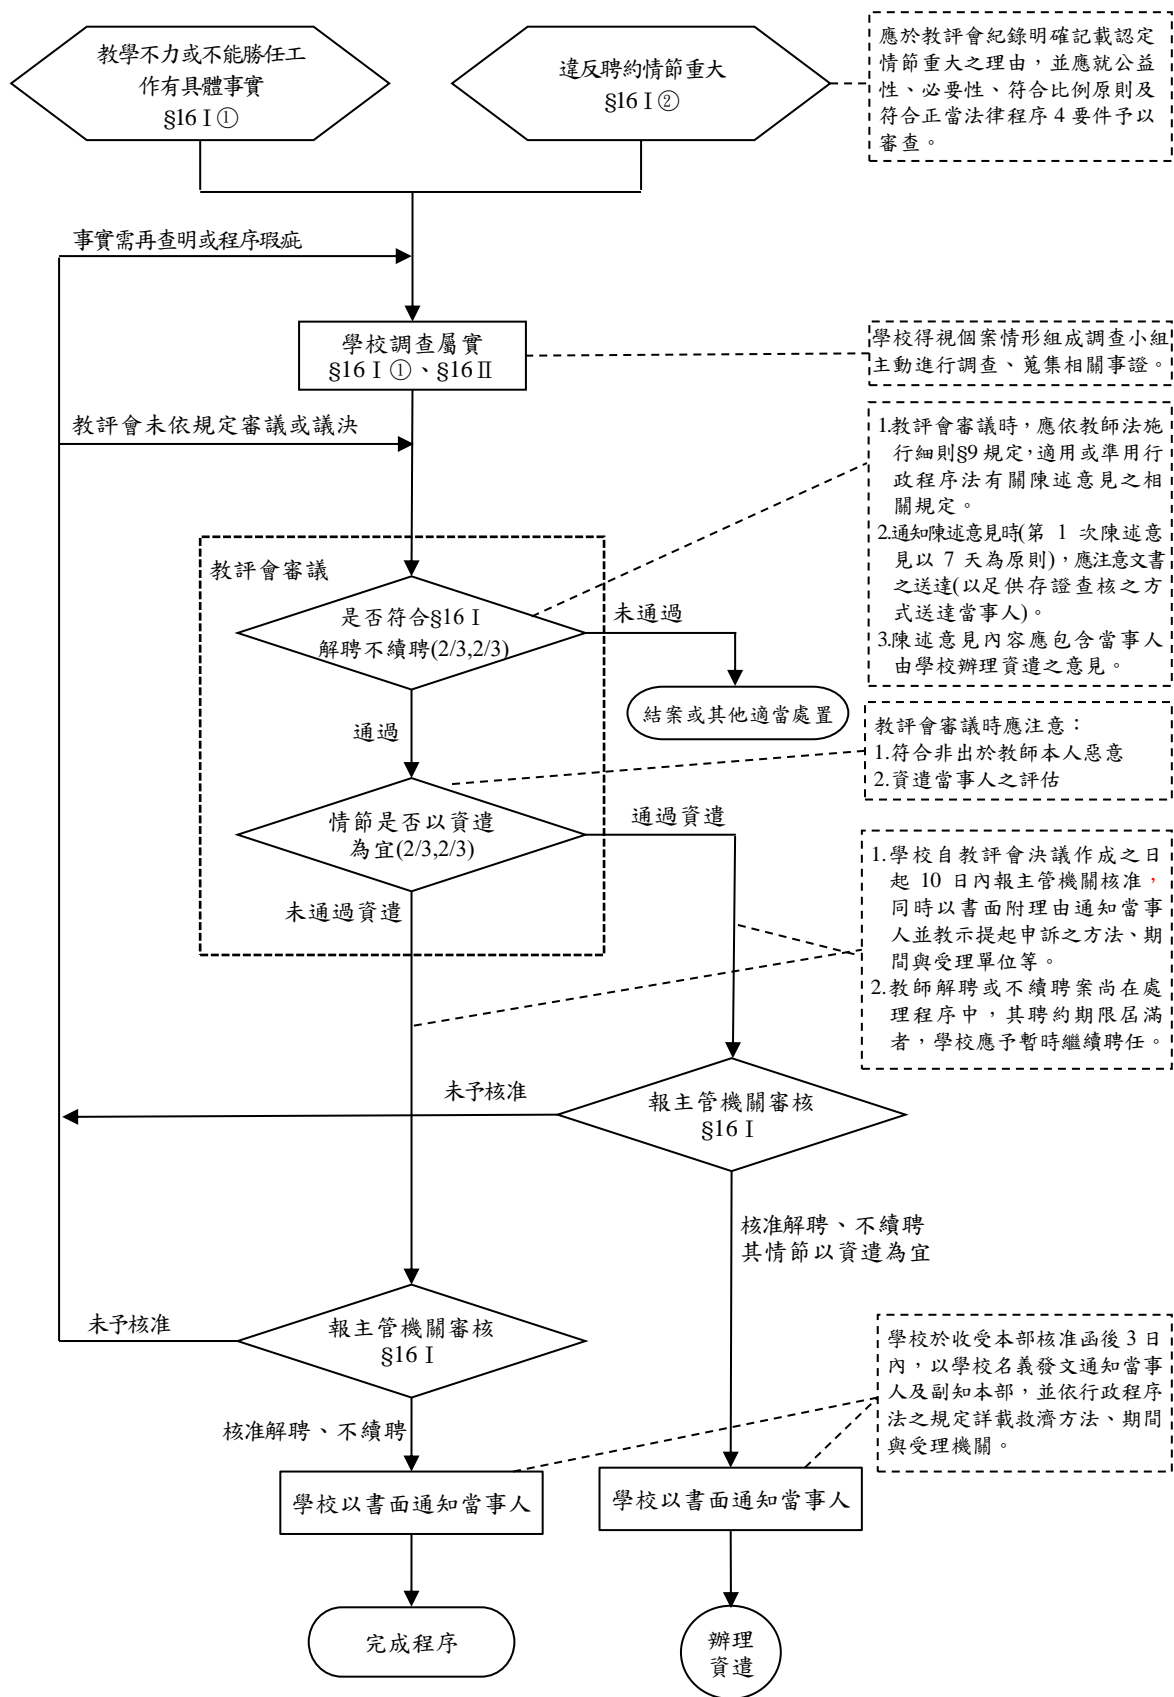 教學不力或不能勝任工
作有具體事實
§16Ⅰ①
違反聘約情節重大
§16Ⅰ②
應於教評會紀錄明確記載認定
情節重大之理由，並應就公益
性、必要性、符合比例原則及
符合正當法律程序 4 要件予以
審查。
事實需再查明或程序瑕疵
學校調查屬實
§16Ⅰ①、§16Ⅱ
學校得視個案情形組成調查小組
主動進行調查、蒐集相關事證。
教評會未依規定審議或議決
1.教評會審議時，應依教師法施
行細則§9 規定，適用或準用行
政程序法有關陳述意見之相
關規定。
2.通知陳述意見時(第 1 次陳述意
見以 7 天為原則)，應注意文書
之送達(以足供存證查核之方
式送達當事人)。
3.陳述意見內容應包含當事人
由學校辦理資遣之意見。
教評會審議
是否符合§16Ⅰ
解聘不續聘(2/3,2/3)
未通過
結案或其他適當處置
通過
教評會審議時應注意：
1.符合非出於教師本人惡意
2.資遣當事人之評估
情節是否以資遣
為宜(2/3,2/3)
通過資遣
未通過資遣
1.學校自教評會決議作成之日
起 10 日內報主管機關核准，
同時以書面附理由通知當事
人並教示提起申訴之方法、期
間與受理單位等。
2.教師解聘或不續聘案尚在處
理程序中，其聘約期限屆滿
者，學校應予暫時繼續聘任。
未予核准
報主管機關審核
§16Ⅰ
核准解聘、不續聘
其情節以資遣為宜
未予核准
報主管機關審核
§16Ⅰ
學校於收受本部核准函後 3 日
內，以學校名義發文通知當事
人及副知本部，並依行政程序
法之規定詳載救濟方法、期間
與受理機關。
核准解聘、不續聘
學校以書面通知當事人
學校以書面通知當事人
完成程序
辦理
資遣